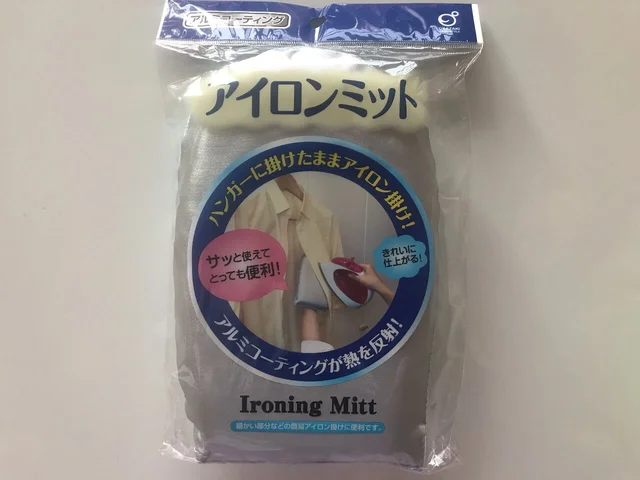 アルミコーティング
アイロンミット
ハンガーに掛けたままアイロン掛け!
サッと使えて
とっても便利!
きれいに
仕上がる!
アルミコーティングが熱を反射!
Ironing Mitt
細かい部分などの簡易アイロン掛けに便利です。